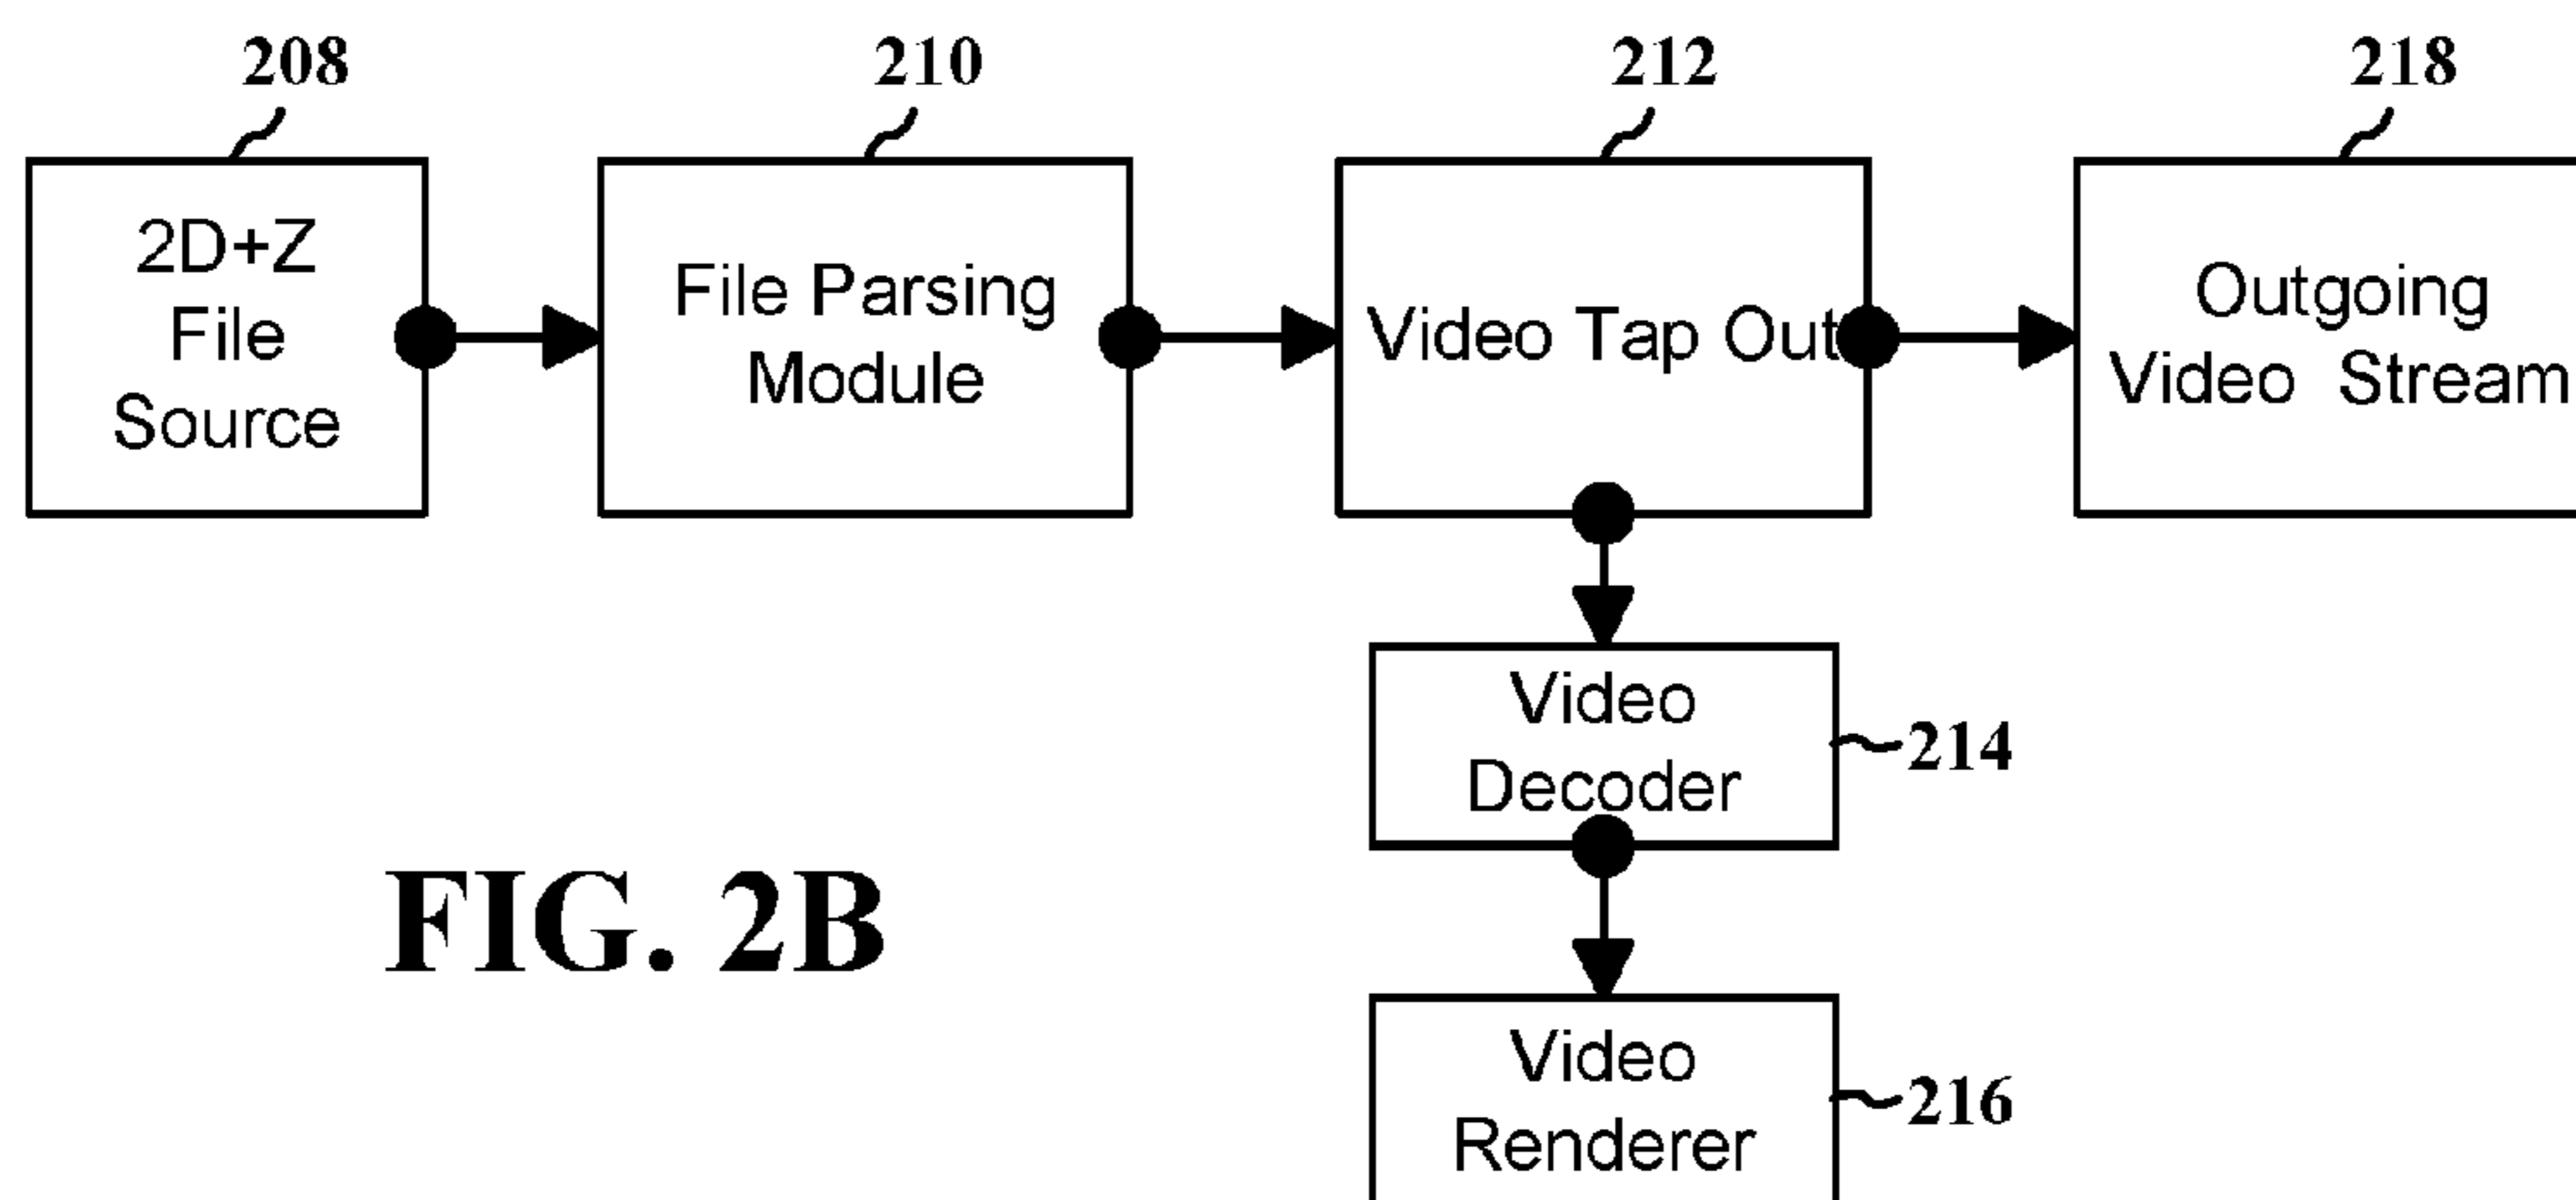 208
210
212
218
2D+Z
File
Source
File Parsing
Module
Video Tap Out
Outgoing
Video Stream
Video
Decoder
214
FIG. 2B
Video
Renderer
216